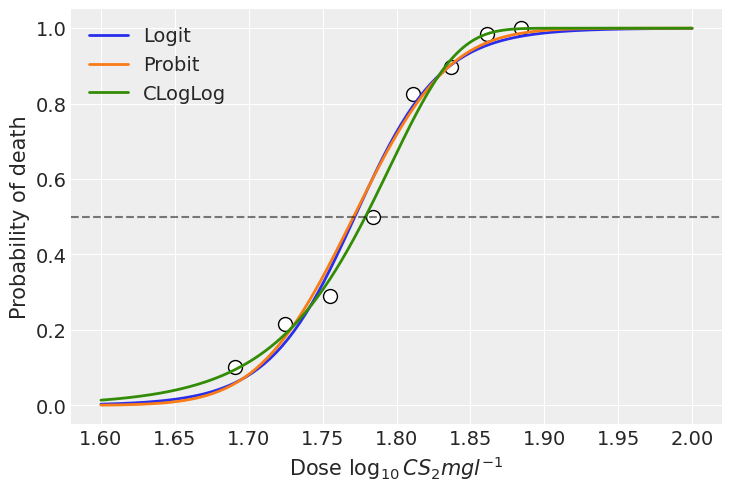 Logit
Probit
CLogLog
1.0
0.8
0.6
0.4
0.2
0.0
Probability of death
1.60 1.65 1.70 1.75 1.80 1.85 1.90 1.95 2.00
Dose log₁₀ CS₂mgl⁻¹